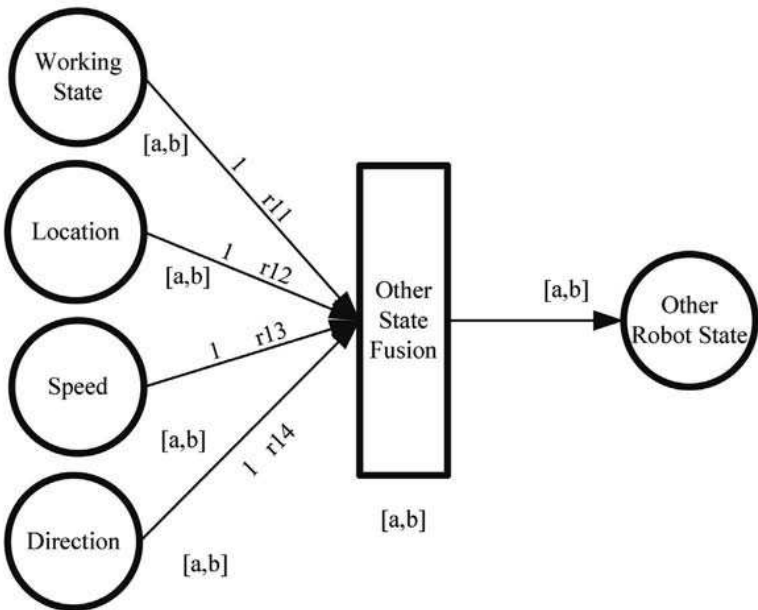 Working
State
[a,b]
1
r11
Location
1
r12
[a,b]
Speed
1
r13
[a,b]
1
r14
Direction
[a,b]
Other
State
Fusion
[a,b]
[a,b]
Other
Robot State